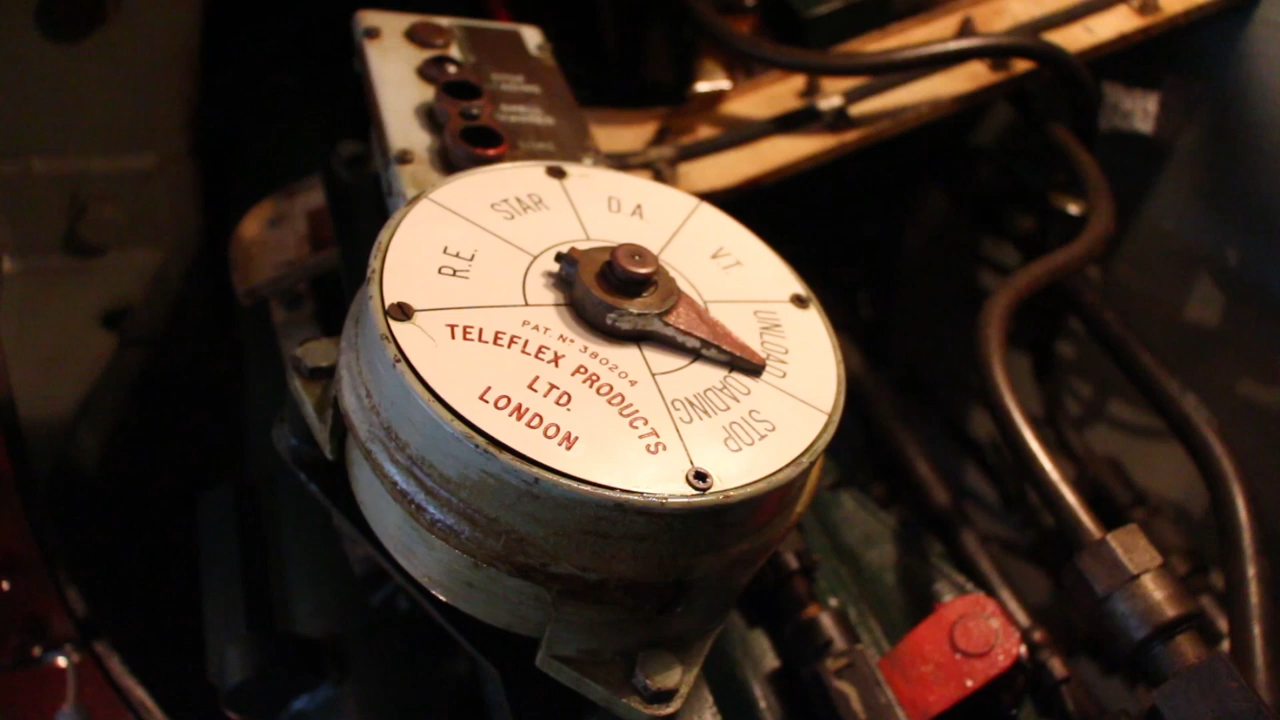 R.E.
STAR
D.A
V.T.
UNLOAD
STOP
LOADING
PAT. Nº 380204
TELEFLEX PRODUCTS
LTD.
LONDON